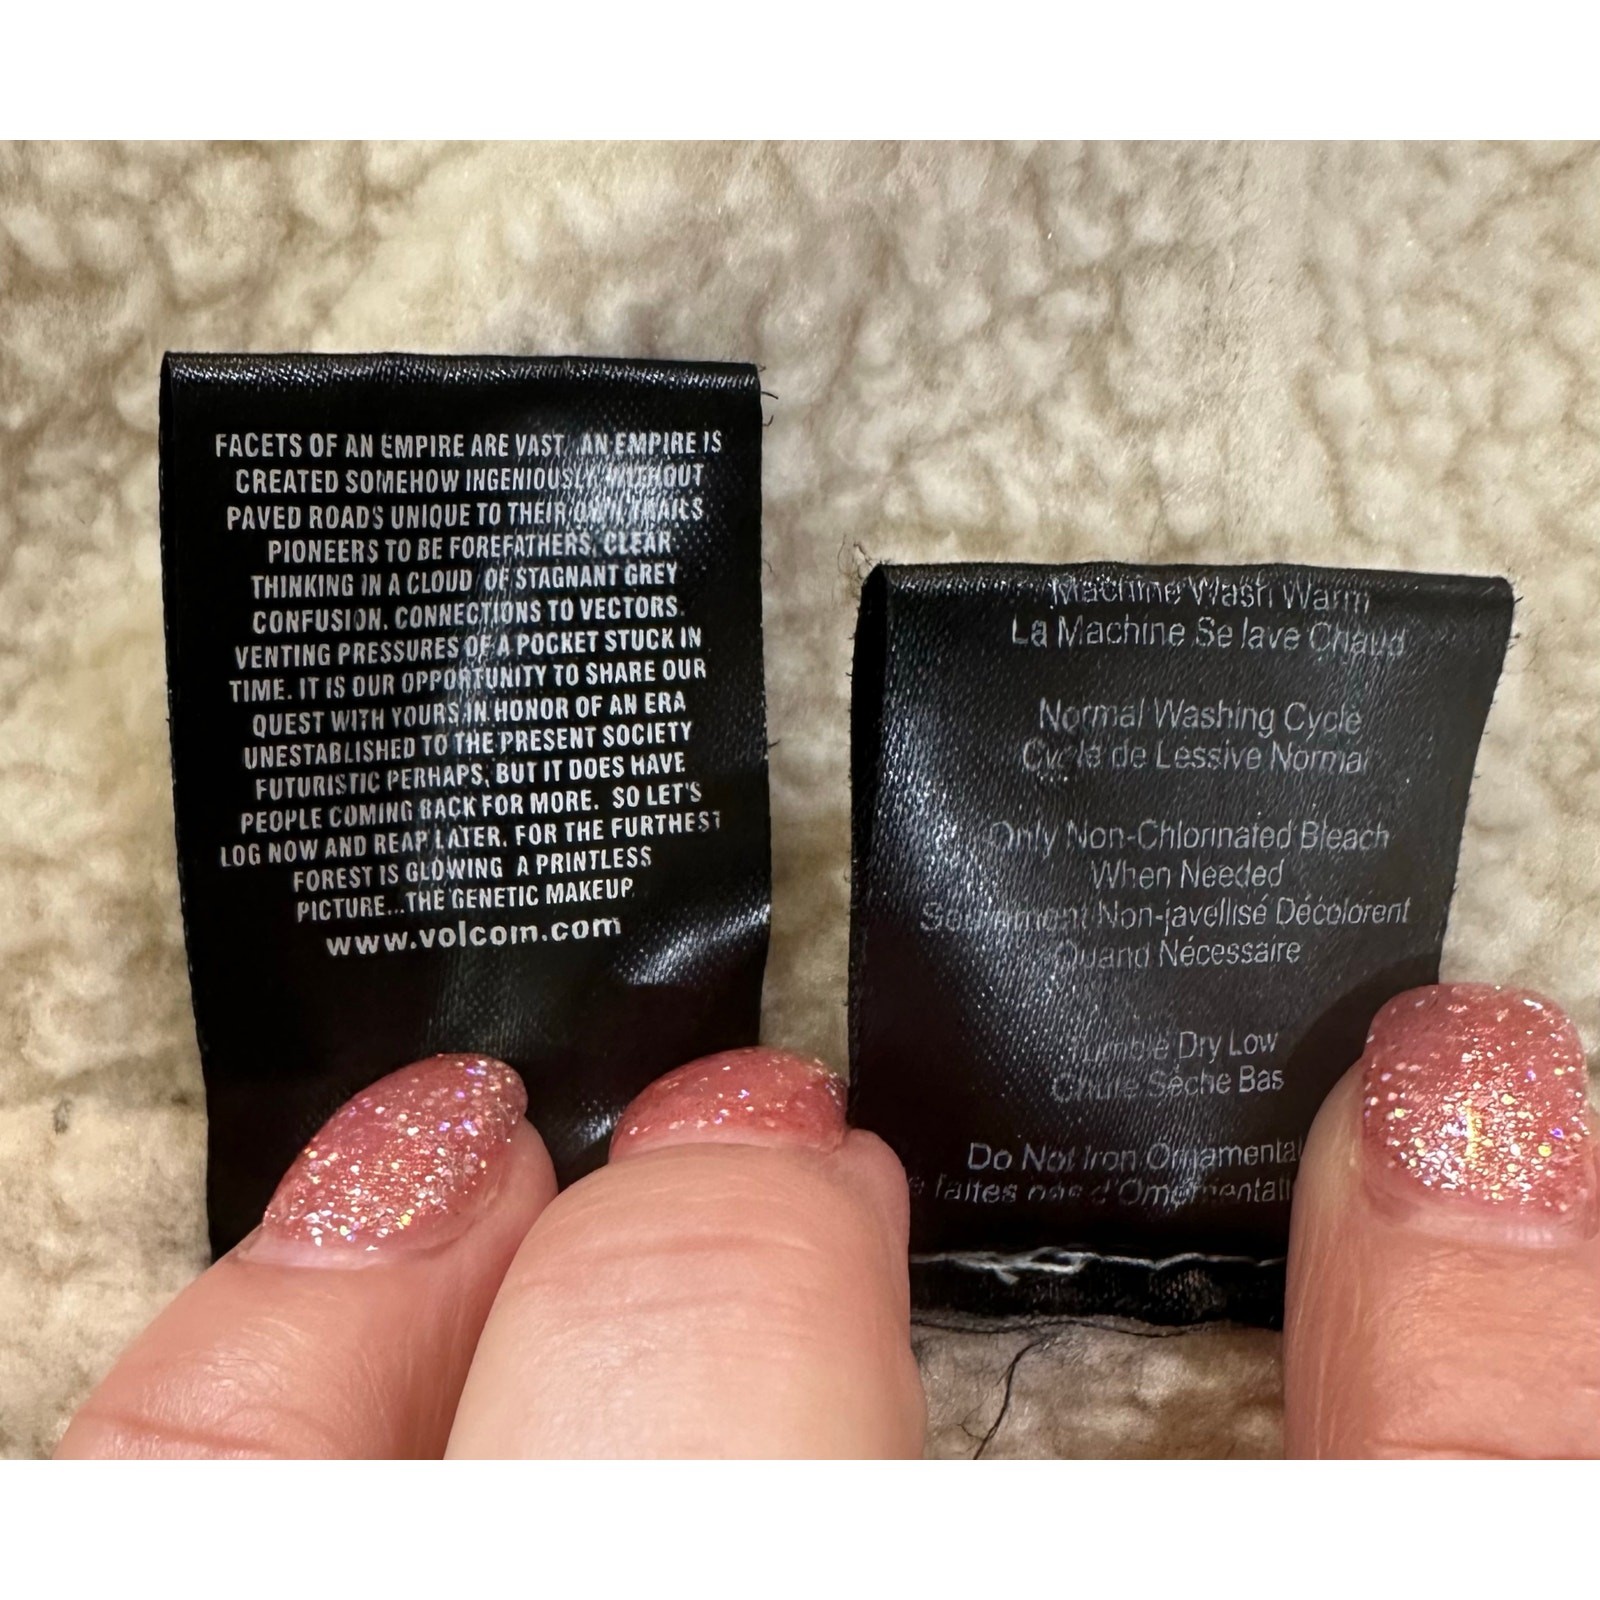 FACETS OF AN EMPIRE ARE VAST AN EMPIRE IS
CREATED SOMEHOW INGENIOUSLY WITHOUT
PAVED ROADS UNIQUE TO THEIR OWN TRAILS
PIONEERS TO BE FOREFATHERS. CLEAR
THINKING IN A CLOUD OF STAGNANT GREY
CONFUSION. CONNECTIONS TO VECTORS.
VENTING PRESSURES OF A POCKET STUCK IN
TIME. IT IS OUR OPPORTUNITY TO SHARE OUR
QUEST WITH YOURS IN HONOR OF AN ERA
UNESTABLISHED TO THE PRESENT SOCIETY
FUTURISTIC PERHAPS, BUT IT DOES HAVE
PEOPLE COMING BACK FOR MORE. SO LET'S
LOG NOW AND REAP LATER, FOR THE FURTHEST
FOREST IS GLOWING A PRINTLESS
PICTURE...THE GENETIC MAKEUP
www.volcom.com
Machine Wash Warm
La Machine Se lave Chaud
Normal Washing Cycle
Cycle de Lessive Normal
Only Non-Chlorinated Bleach
When Needed
Seulement Non-javellisé Décolorent
Quand Nécessaire
Tumble Dry Low
Chute Sèche Bas
Do Not Iron Ornamental
faites pas d'Ornementati